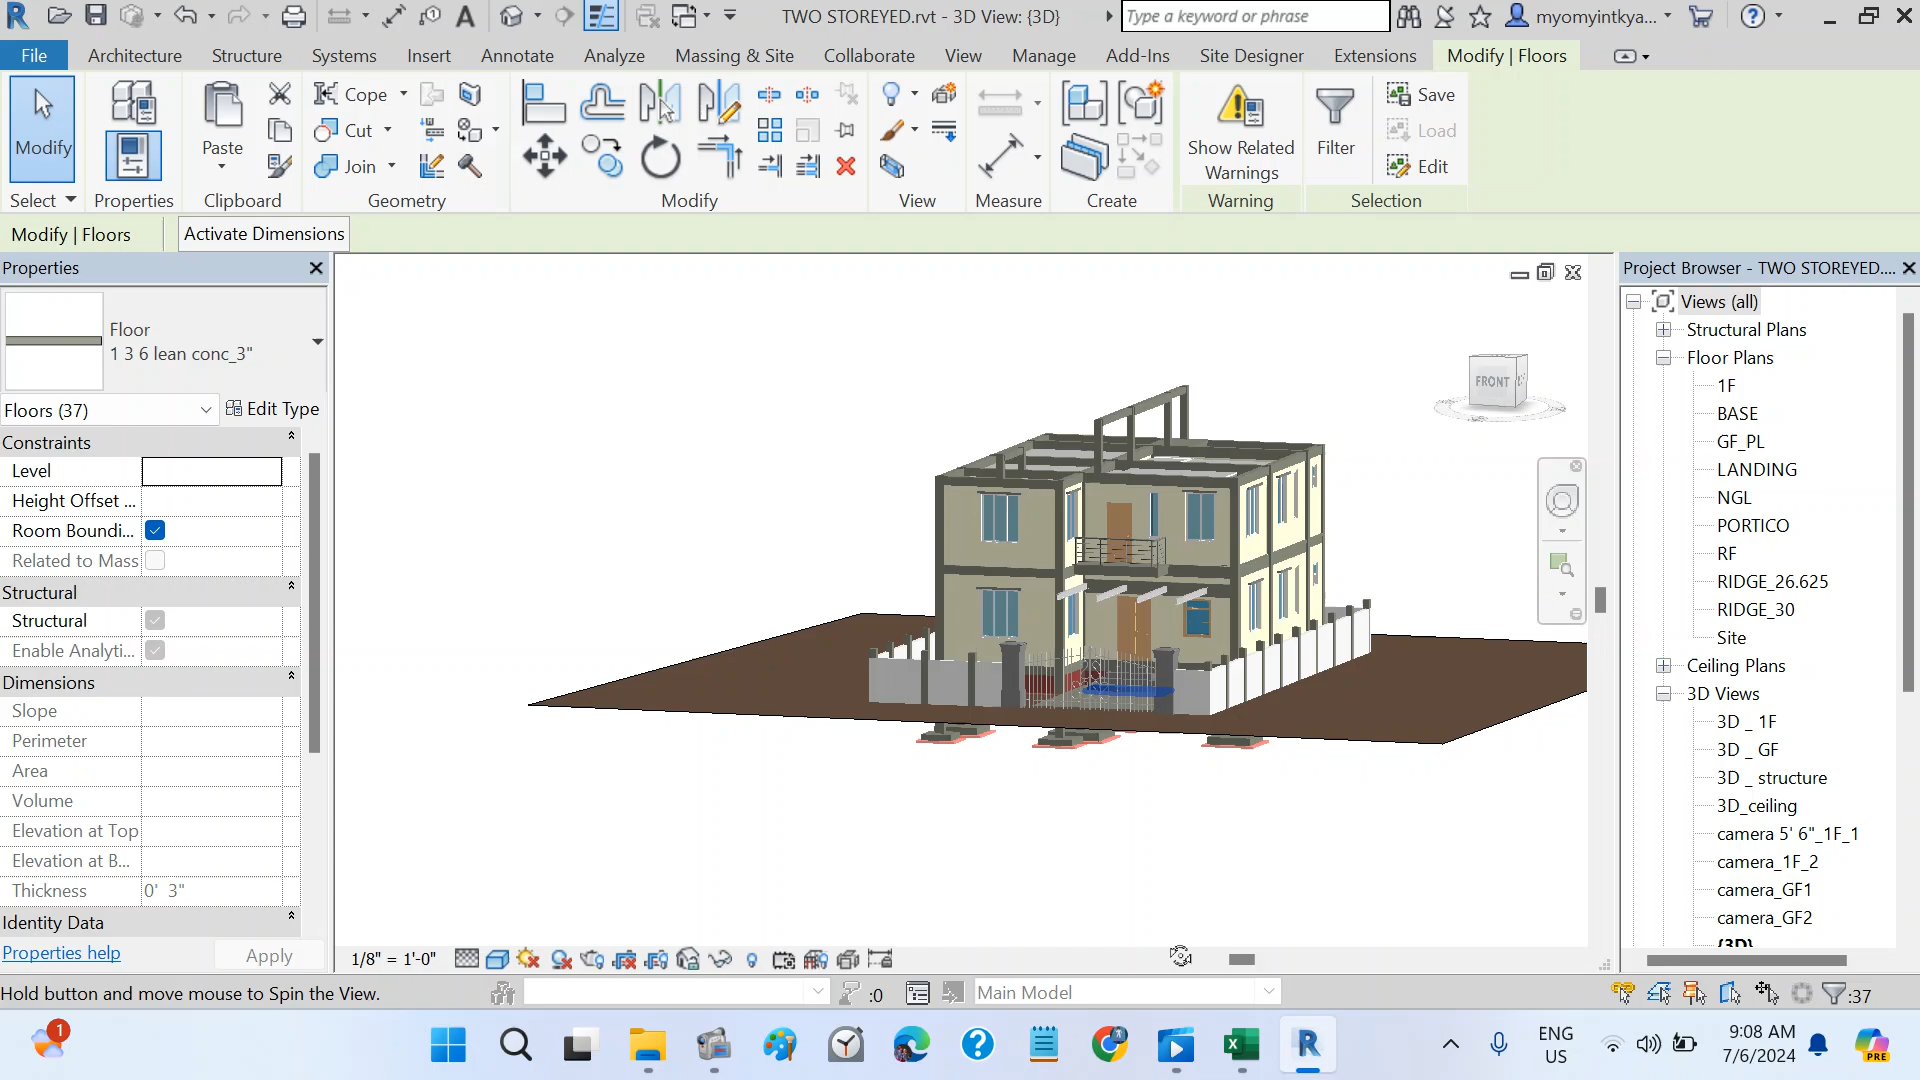 TWO STOREYED.rvt - 3D View: {3D}
Type a keyword or phrase
myomyintkya...
File
Architecture
Structure
Systems
Insert
Annotate
Analyze
Massing & Site
Collaborate
View
Manage
Add-Ins
Site Designer
Extensions
Modify | Floors
Modify
Paste
Cope
Cut
Join
Show Related
Warnings
Filter
Save
Load
Edit
Select
Properties
Clipboard
Geometry
Modify
View
Measure
Create
Warning
Selection
Modify | Floors
Activate Dimensions
Properties
Floor
1 3 6 lean conc_3"
Floors (37)
Edit Type
Constraints
Level
Height Offset ...
Room Boundi...
Related to Mass
Structural
Structural
Enable Analyti...
Dimensions
Slope
Perimeter
Area
Volume
Elevation at Top
Elevation at B...
Thickness
0'  3"
Identity Data
Properties help
Apply
FRONT
1/8" = 1'-0"
Project Browser - TWO STOREYED....
Views (all)
Structural Plans
Floor Plans
1F
BASE
GF_PL
LANDING
NGL
PORTICO
RF
RIDGE_26.625
RIDGE_30
Site
Ceiling Plans
3D Views
3D _ 1F
3D _ GF
3D _ structure
3D_ceiling
camera 5' 6"_1F_1
camera_1F_2
camera_GF1
camera_GF2
{3D}
Hold button and move mouse to Spin the View.
:0
Main Model
:37
1
ENG
US
9:08 AM
7/6/2024
PRE